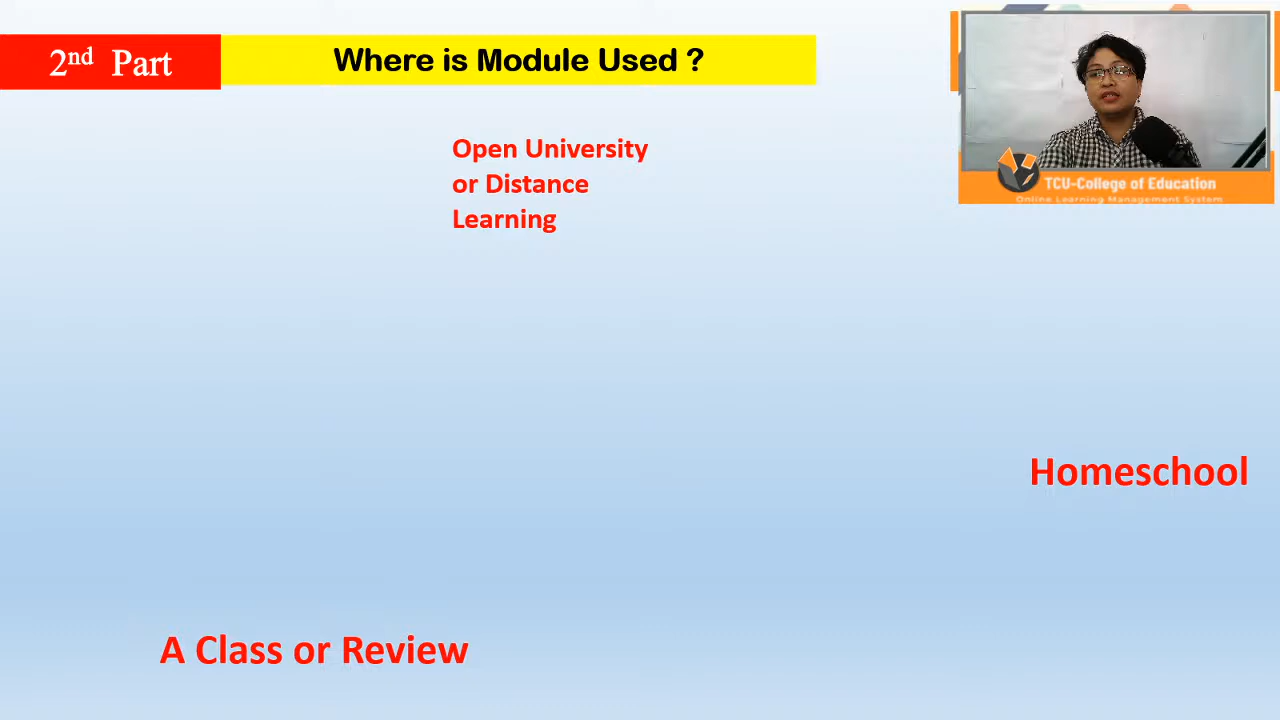 2nd Part
Where is Module Used ?
Open University
or Distance
Learning
TCU-College of Education
Online Learning Management System
Homeschool
A Class or Review